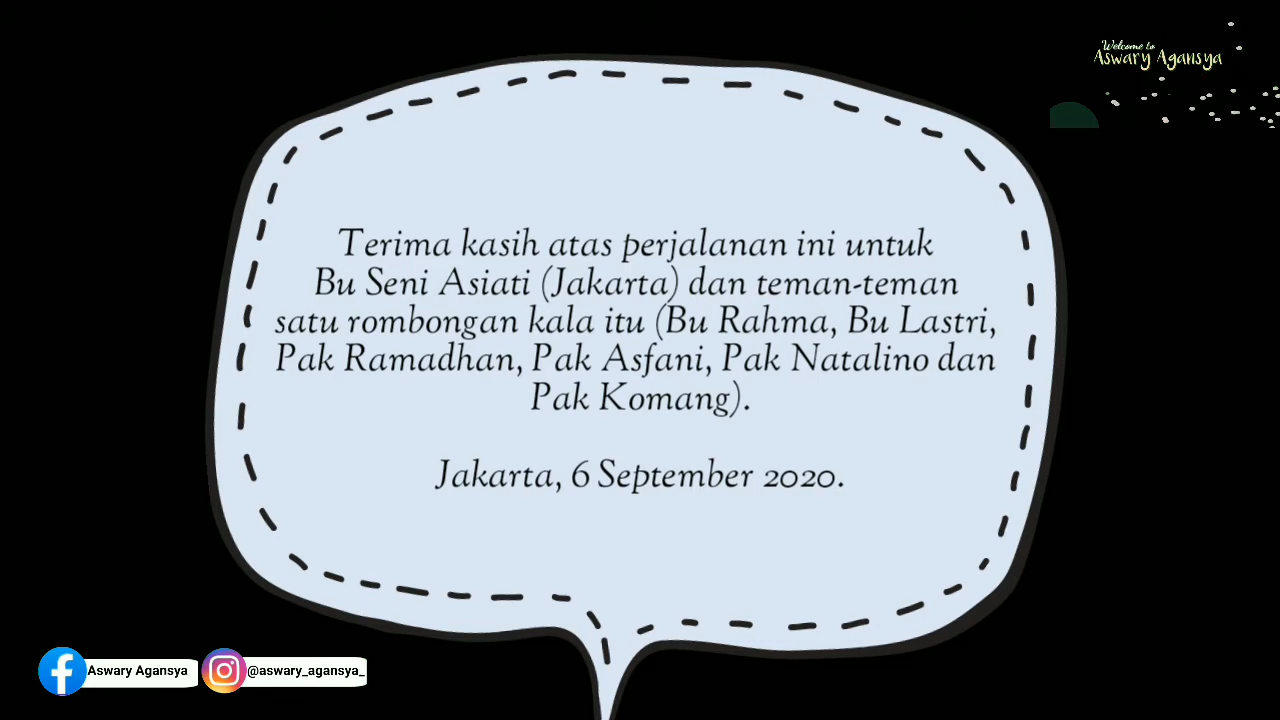 Welcome to
Aswary Agansya
Terima kasih atas perjalanan ini untuk
Bu Seni Asiati (Jakarta) dan teman-teman
satu rombongan kala itu (Bu Rahma, Bu Lastri,
Pak Ramadhan, Pak Asfani, Pak Natalino dan
Pak Komang).
Jakarta, 6 September 2020.
Aswary Agansya
@aswary_agansya_